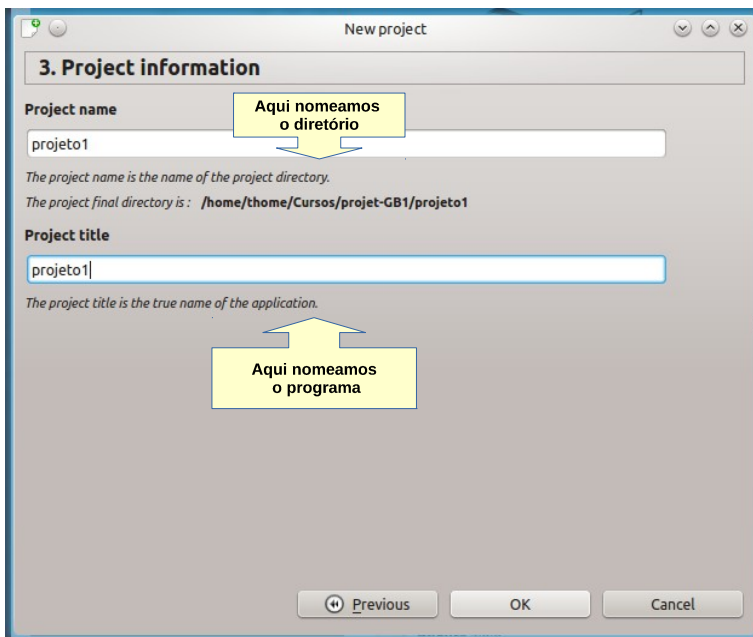 New project
3. Project information
Project name
Aqui nomeamos
o diretório
projeto1
The project name is the name of the project directory.
The project final directory is : /home/thome/Cursos/projet-GB1/projeto1
Project title
projeto1
The project title is the true name of the application.
Aqui nomeamos
o programa
Previous
OK
Cancel